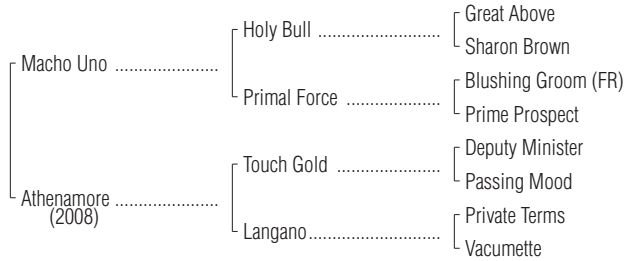 Macho Uno ......................
Athenamore ......................
(2008)
Holy Bull ......................
Primal Force ...................
Touch Gold .....................
Langano.........................
Great Above
Sharon Brown
Blushing Groom (FR)
Prime Prospect
Deputy Minister
Passing Mood
Private Terms
Vacumette